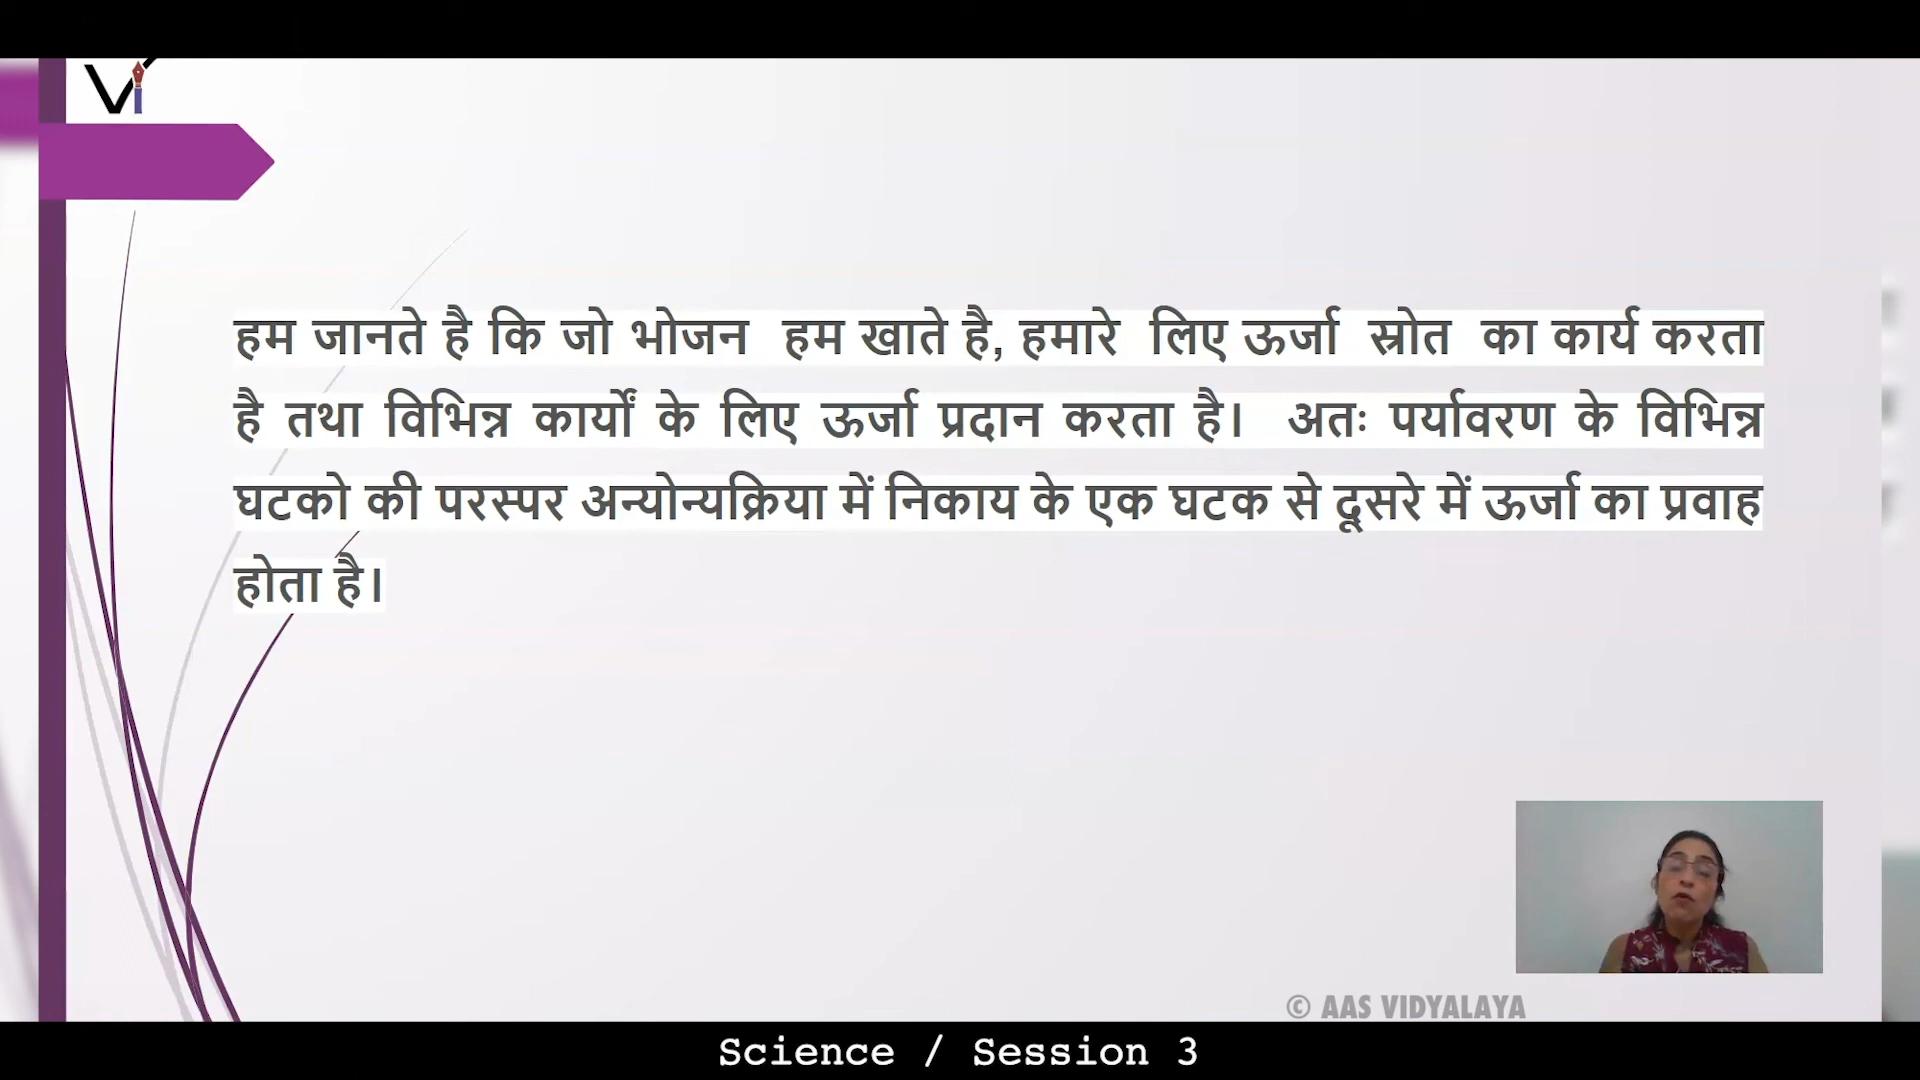 Vi
हम जानते है कि जो भोजन हम खाते है, हमारे लिए ऊर्जा स्रोत का कार्य करता
है तथा विभिन्न कार्यों के लिए ऊर्जा प्रदान करता है। अतः पर्यावरण के विभिन्न
घटको की परस्पर अन्योन्यक्रिया में निकाय के एक घटक से दूसरे में ऊर्जा का प्रवाह
होता है।
© AAS VIDYALAYA
Science / Session 3